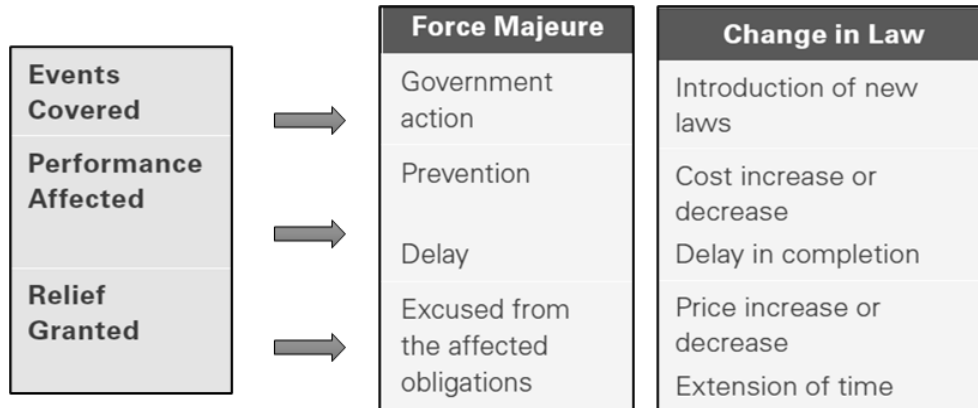 Events
Covered
Performance
Affected
Relief
Granted
Force Majeure
Government
action
Prevention
Delay
Excused from
the affected
obligations
Change in Law
Introduction of new
laws
Cost increase or
decrease
Delay in completion
Price increase or
decrease
Extension of time